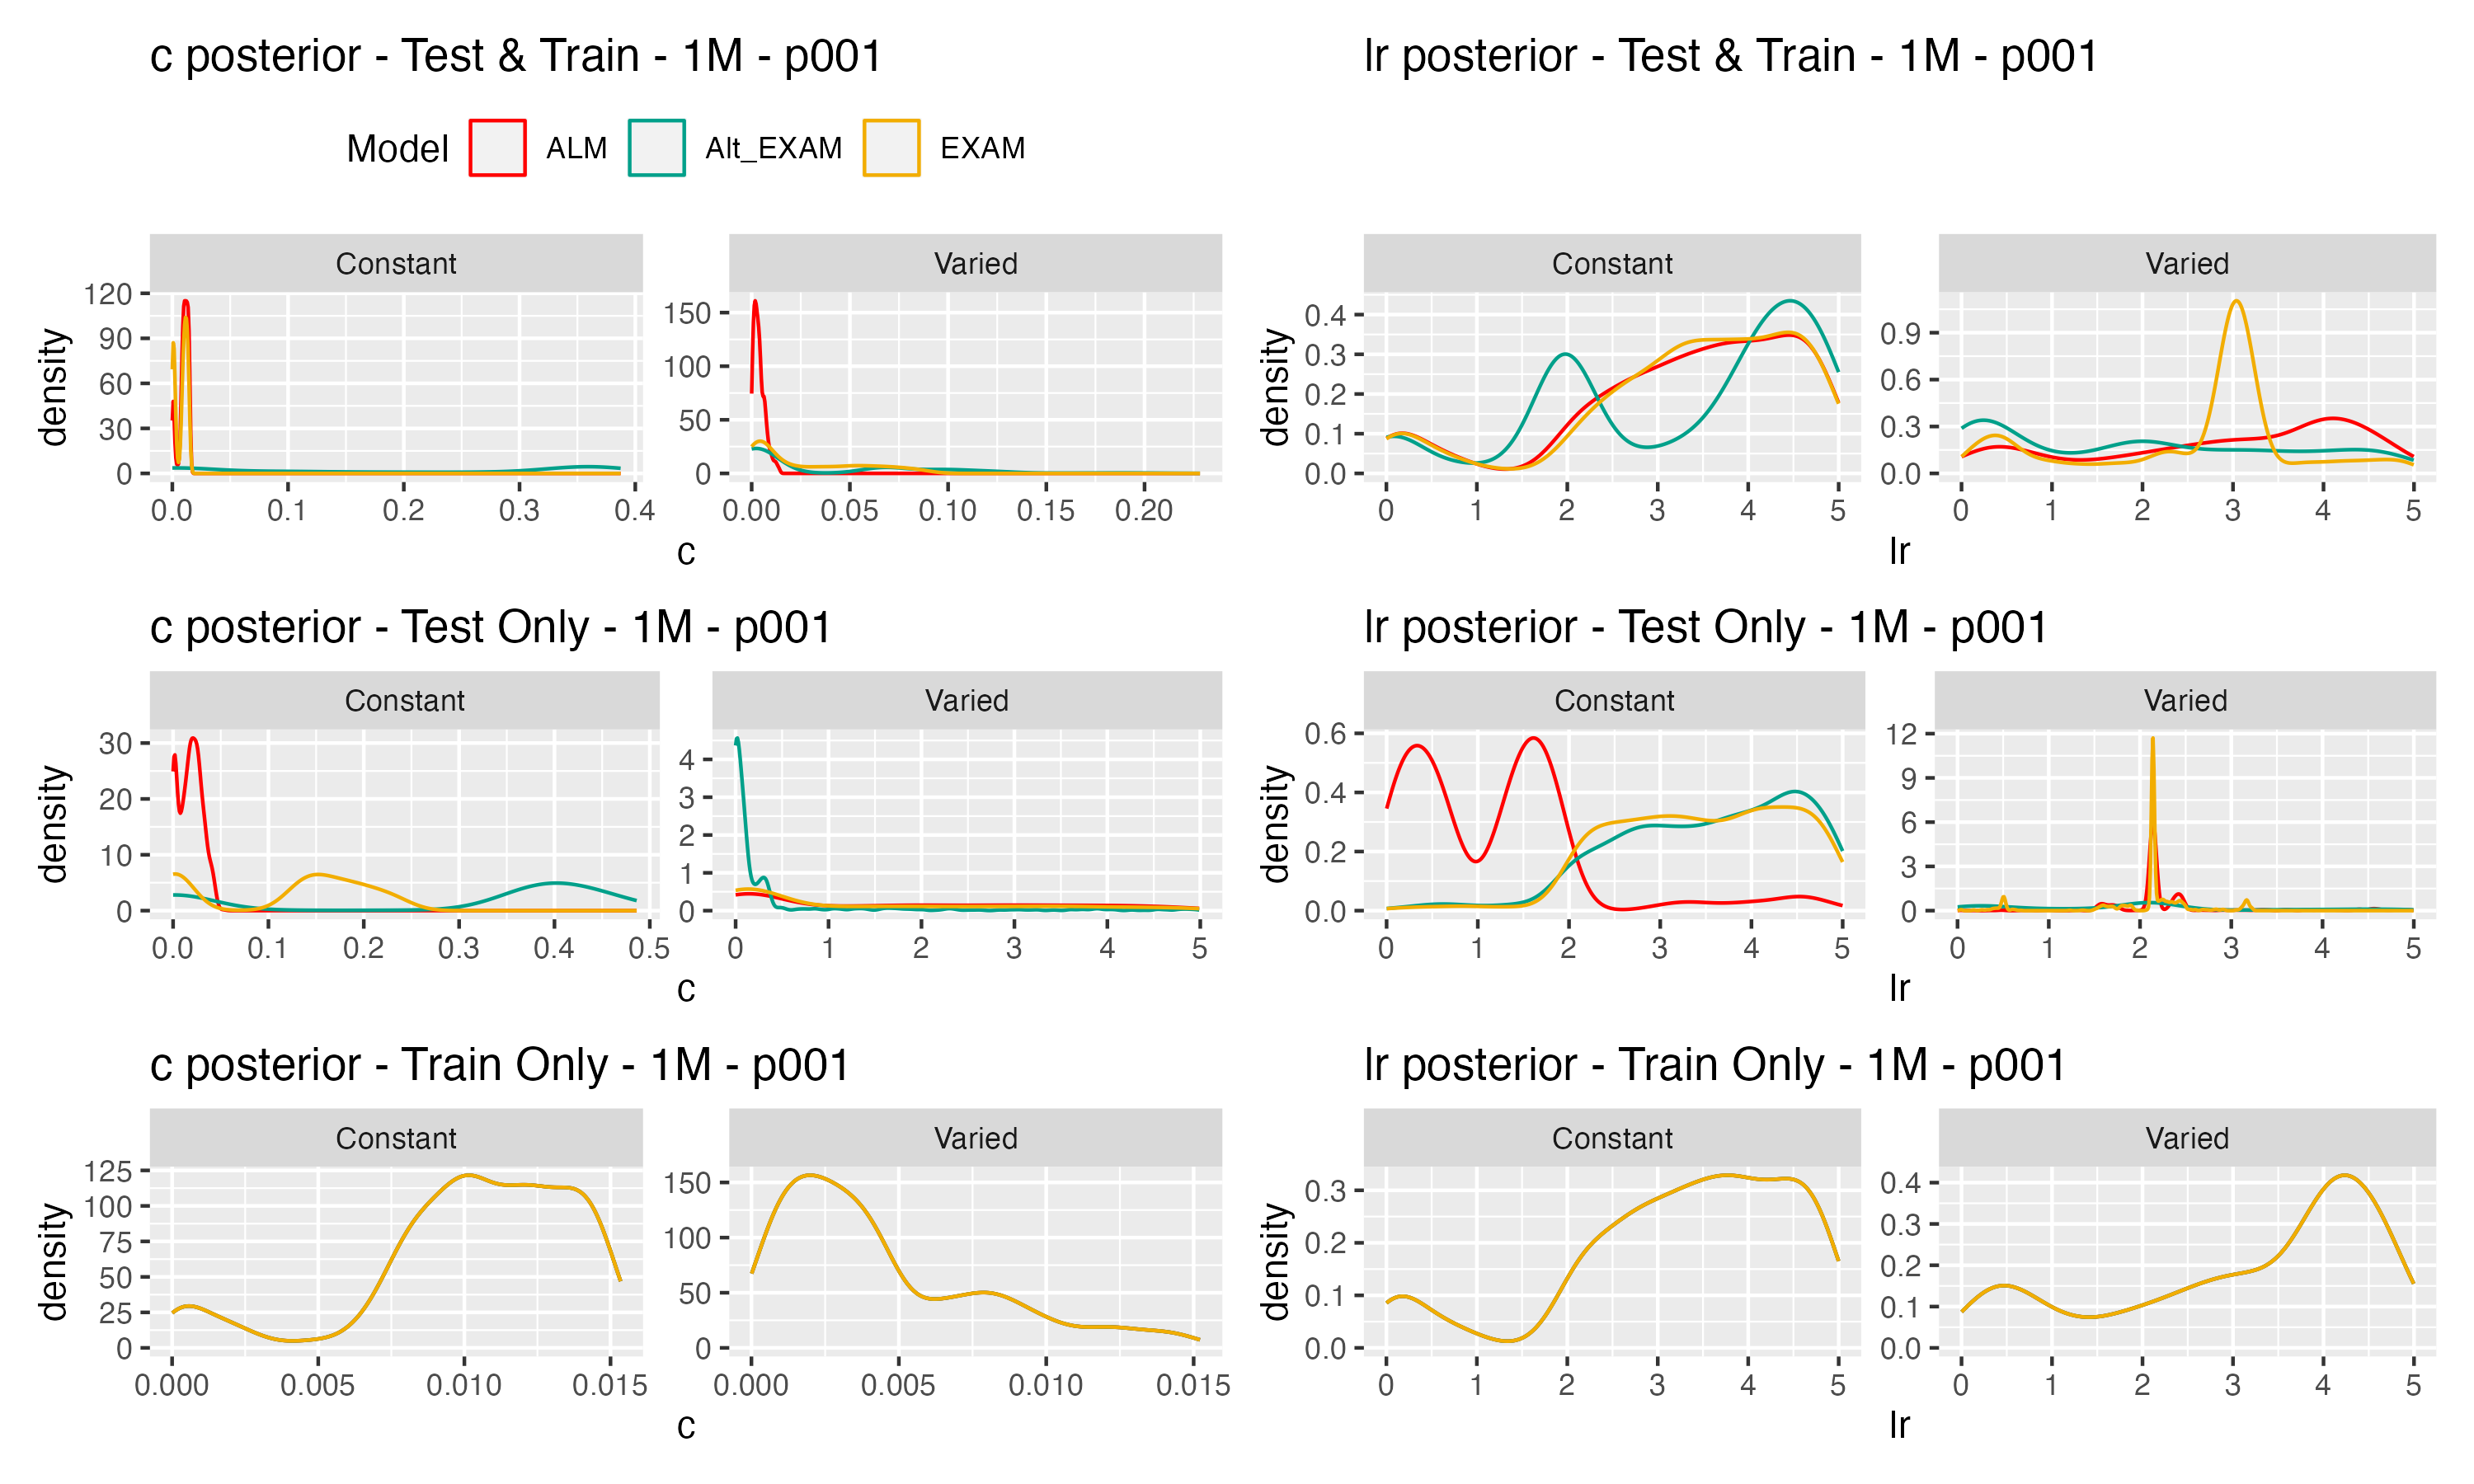 c posterior - Test & Train - 1M - p001
lr posterior - Test & Train - 1M - p001
Model ALM Alt_EXAM EXAM
Constant Varied
Constant Varied
density
120
90
60
30
0
0.0 0.1 0.2 0.3 0.4
150
100
50
0
0.00 0.05 0.10 0.15 0.20
c
density
0.4
0.3
0.2
0.1
0.0
0 1 2 3 4 5
0.9
0.6
0.3
0.0
0 1 2 3 4 5
lr
c posterior - Test Only - 1M - p001
lr posterior - Test Only - 1M - p001
Constant Varied
Constant Varied
density
30
20
10
0
0.0 0.1 0.2 0.3 0.4 0.5
4
3
2
1
0
0 1 2 3 4 5
c
density
0.6
0.4
0.2
0.0
0 1 2 3 4 5
12
9
6
3
0
0 1 2 3 4 5
lr
c posterior - Train Only - 1M - p001
lr posterior - Train Only - 1M - p001
Constant Varied
Constant Varied
density
125
100
75
50
25
0
0.000 0.005 0.010 0.015
150
100
50
0
0.000 0.005 0.010 0.015
c
density
0.3
0.2
0.1
0.0
0 1 2 3 4 5
0.4
0.3
0.2
0.1
0.0
0 1 2 3 4 5
lr